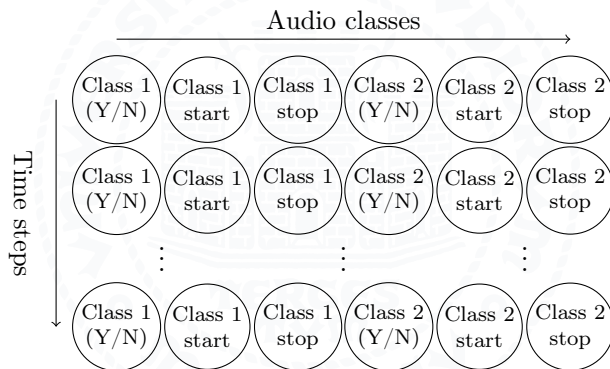 Audio classes
Class 1 Class 1 Class 1 Class 2 Class 2 Class 2
(Y/N) start stop (Y/N) start stop
Time steps
Class 1 Class 1 Class 1 Class 2 Class 2 Class 2
(Y/N) start stop (Y/N) start stop
⋮ ⋮ ⋮
Class 1 Class 1 Class 1 Class 2 Class 2 Class 2
(Y/N) start stop (Y/N) start stop